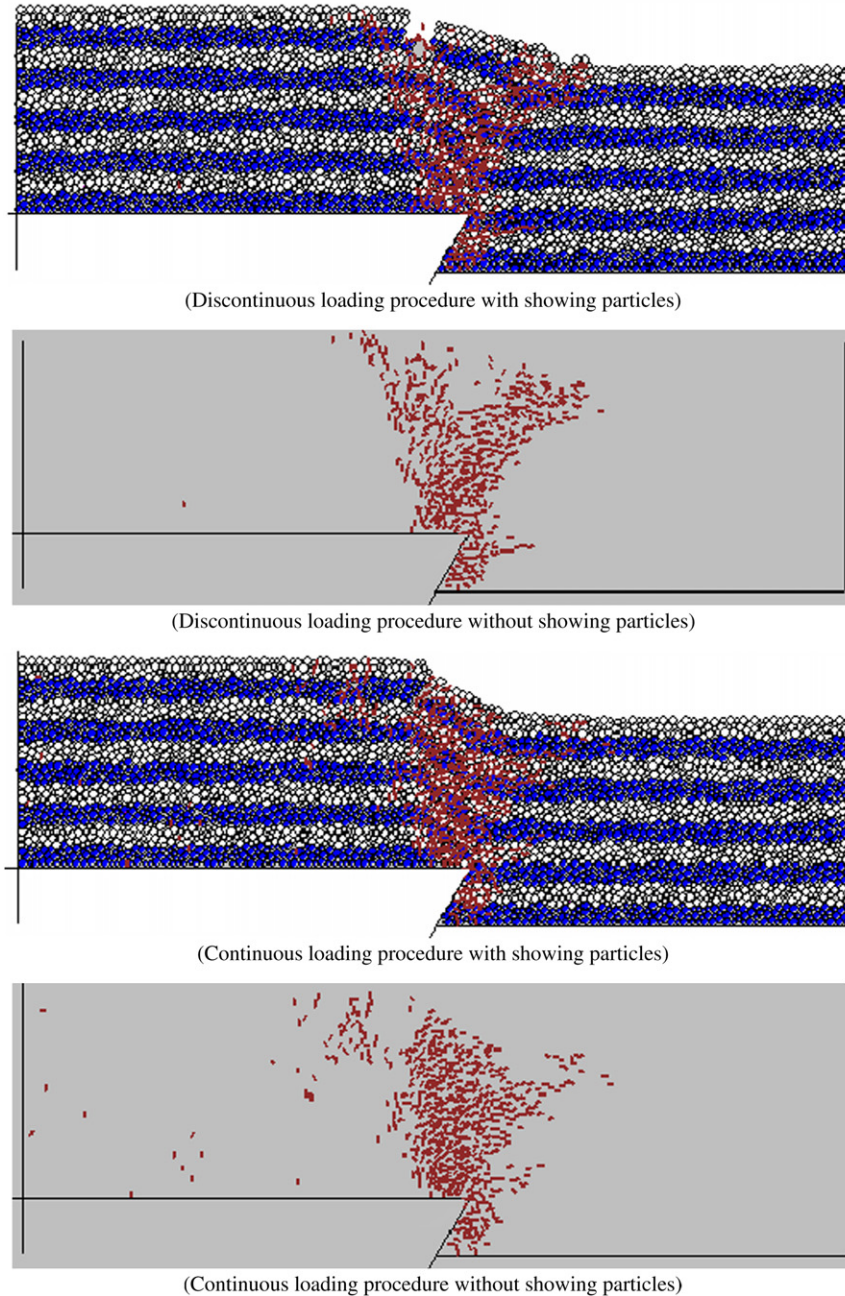 (Discontinuous loading procedure with showing particles)
(Discontinuous loading procedure without showing particles)
(Continuous loading procedure with showing particles)
(Continuous loading procedure without showing particles)